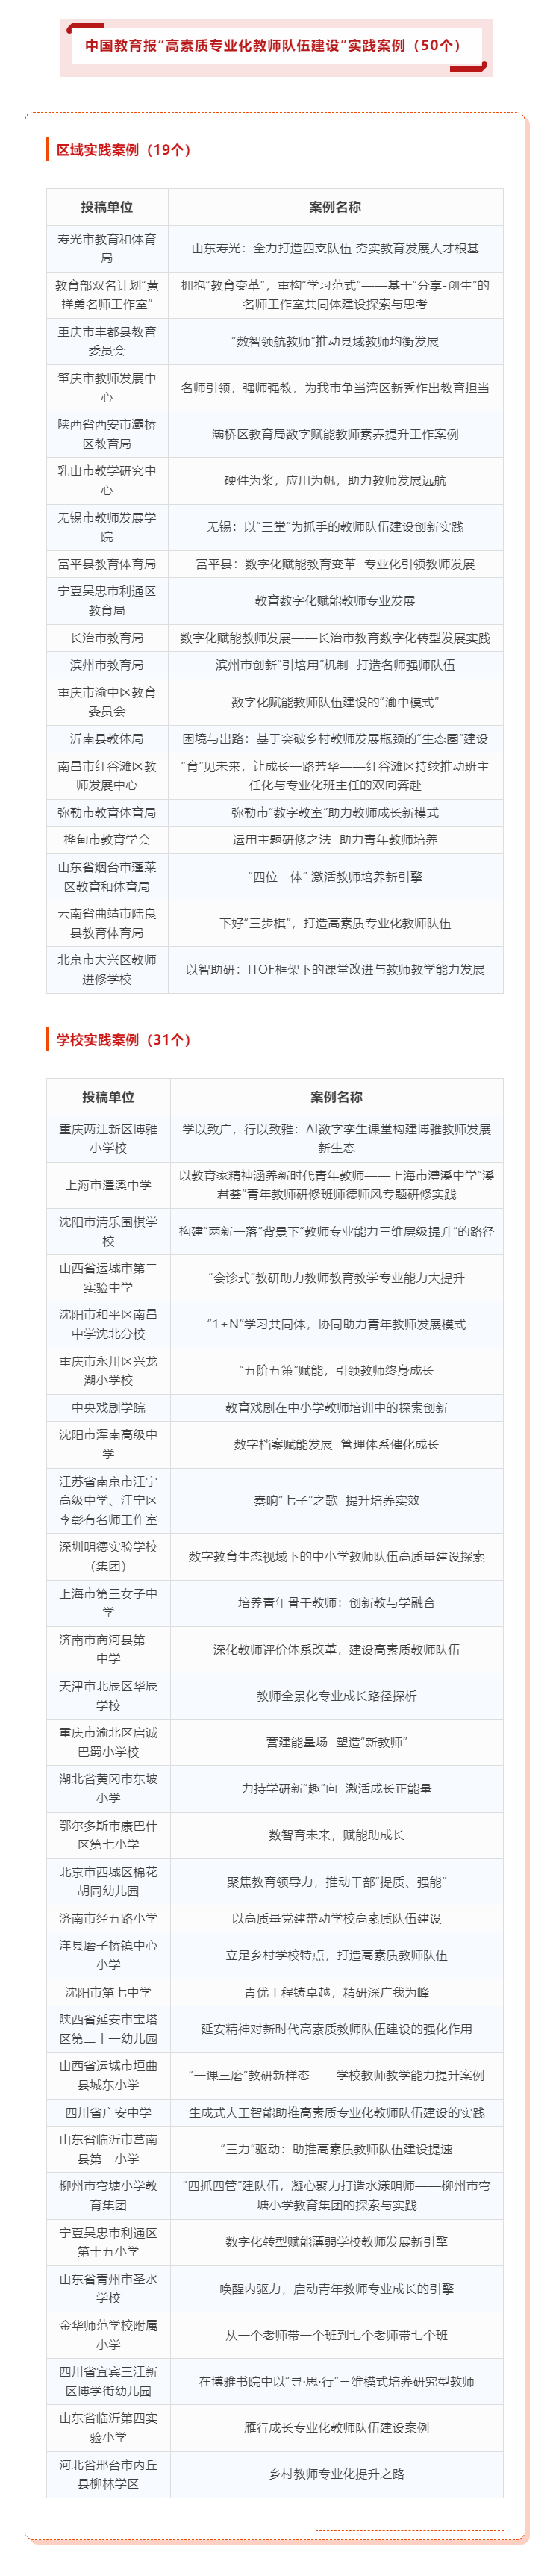 中国教育报“高素质专业化教师队伍建设”实践案例（50个）
区域实践案例（19个）
投稿单位 案例名称
寿光市教育和体育
局
山东寿光：全力打造四支队伍 夯实教育发展人才根基
教育部双名计划“黄
祥勇名师工作室”
拥抱“教育变革”，重构“学习范式”——基于“分享-创生”的
名师工作室共同体建设探索与思考
重庆市丰都县教育
委员会
“数智领航教师”推动县域教师均衡发展
肇庆市教师发展中
心
名师引领，强师强教，为我市争当湾区新秀作出教育担当
陕西省西安市灞桥
区教育局
灞桥区教育局数字赋能教师素养提升工作案例
乳山市教学研究中
心
硬件为桨，应用为帆，助力教师发展远航
无锡市教师发展学
院
无锡：以“三堂”为抓手的教师队伍建设创新实践
富平县教育体育局 富平县：数字化赋能教育变革 专业化引领教师发展
宁夏吴忠市利通区
教育局
教育数字化赋能教师专业发展
长治市教育局 数字化赋能教师发展——长治市教育数字化转型发展实践
滨州市教育局 滨州市创新“引培用”机制 打造名师强师队伍
重庆市渝中区教育
委员会
数字化赋能教师队伍建设的“渝中模式”
沂南县教体局 困境与出路：基于突破乡村教师发展瓶颈的“生态圈”建设
南昌市红谷滩区教
师发展中心
“育”见未来，让成长一路芳华——红谷滩区持续推动班主
任化与专业化班主任的双向奔赴
弥勒市教育体育局 弥勒市“数字教室”助力教师成长新模式
桦甸市教育学会 运用主题研修之法 助力青年教师培养
山东省烟台市蓬莱
区教育和体育局
“四位一体” 激活教师培养新引擎
云南省曲靖市陆良
县教育体育局
下好“三步棋”，打造高素质专业化教师队伍
北京市大兴区教师
进修学校
以智助研：ITOF框架下的课堂改进与教师教学能力发展
学校实践案例（31个）
投稿单位 案例名称
重庆两江新区博雅
小学校
学以致广，行以致雅：AI数字孪生课堂构建博雅教师发展
新生态
上海市澧溪中学
以教育家精神涵养新时代青年教师——上海市澧溪中学“溪
君荟”青年教师研修班师德师风专题研修实践
沈阳市清乐围棋学
校
构建“两新一落”背景下“教师专业能力三维层级提升”的路径
山西省运城市第二
实验中学
“会诊式”教研助力教师教育教学专业能力大提升
沈阳市和平区南昌
中学沈北分校
“1+N”学习共同体，协同助力青年教师发展模式
重庆市永川区兴龙
湖小学校
“五阶五策”赋能，引领教师终身成长
中央戏剧学院 教育戏剧在中小学教师培训中的探索创新
沈阳市浑南高级中
学
数字档案赋能发展 管理体系催化成长
江苏省南京市江宁
高级中学、江宁区
李彰有名师工作室
奏响“七子”之歌 提升培养实效
深圳明德实验学校
（集团）
数字教育生态视域下的中小学教师队伍高质量建设探索
上海市第三女子中
学
培养青年骨干教师：创新教与学融合
济南市商河县第一
中学
深化教师评价体系改革，建设高素质教师队伍
天津市北辰区华辰
学校
教师全景化专业成长路径探析
重庆市渝北区启诚
巴蜀小学校
营建能量场 塑造“新教师”
湖北省黄冈市东坡
小学
力持学研新“趣”向 激活成长正能量
鄂尔多斯市康巴什
区第七小学
数智育未来，赋能助成长
北京市西城区棉花
胡同幼儿园
聚焦教育领导力，推动干部“提质、强能”
济南市经五路小学 以高质量党建带动学校高素质队伍建设
洋县磨子桥镇中心
小学
立足乡村学校特点，打造高素质教师队伍
沈阳市第七中学 青优工程铸卓越，精研深广我为峰
陕西省延安市宝塔
区第二十一幼儿园
延安精神对新时代高素质教师队伍建设的强化作用
山西省运城市垣曲
县城东小学
“一课三磨”教研新样态——学校教师教学能力提升案例
四川省广安中学 生成式人工智能助推高素质专业化教师队伍建设的实践
山东省临沂市莒南
县第一小学
“三力”驱动：助推高素质教师队伍建设提速
柳州市弯塘小学教
育集团
“四抓四管”建队伍，凝心聚力打造水漾明师——柳州市弯
塘小学教育集团的探索与实践
宁夏吴忠市利通区
第十五小学
数字化转型赋能薄弱学校教师发展新引擎
山东省青州市圣水
学校
唤醒内驱力，启动青年教师专业成长的引擎
金华师范学校附属
小学
从一个老师带一个班到七个老师带七个班
四川省宜宾三江新
区博学街幼儿园
在博雅书院中以“寻·思·行”三维模式培养研究型教师
山东省临沂第四实
验小学
雁行成长专业化教师队伍建设案例
河北省邢台市内丘
县柳林学区
乡村教师专业化提升之路